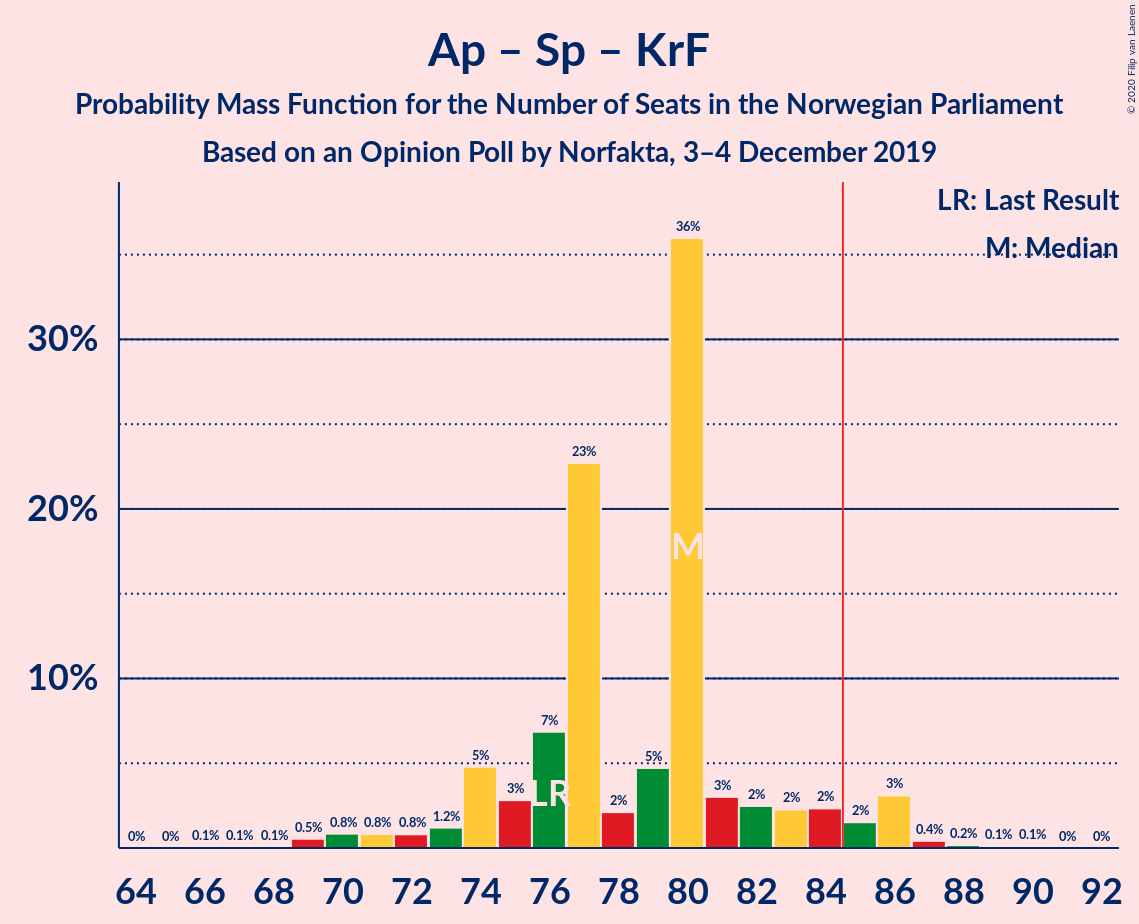 Ap – Sp – KrF
Probability Mass Function for the Number of Seats in the Norwegian Parliament
Based on an Opinion Poll by Norfakta, 3–4 December 2019
© 2020 Filip van Laenen
LR: Last Result
M: Median
30%
20%
10%
0% 0% 0.1% 0.1% 0.1% 0.5% 0.8% 0.8% 0.8% 1.2% 5% 3% 7% 23% 2% 5% 36% 3% 2% 2% 2% 2% 3% 0.4% 0.2% 0.1% 0.1% 0% 0%
LR
M
64 66 68 70 72 74 76 78 80 82 84 86 88 90 92